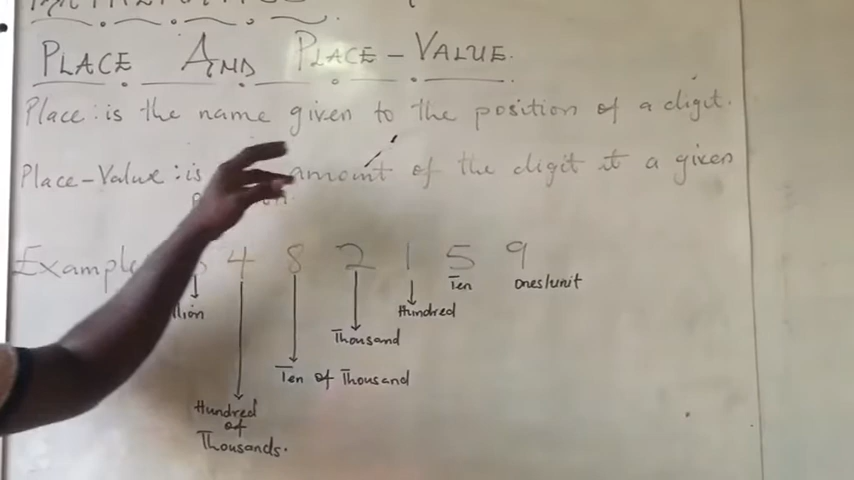 PLACE AND PLACE-VALUE.
Place: is the name given to the position of a digit.
Place-Value: is amount of the digit at a given
Example 4 8 2 1 5 9
Ten ones/unit
Hundred
Thousand
Ten of Thousand
Hundred
of
Thousands.